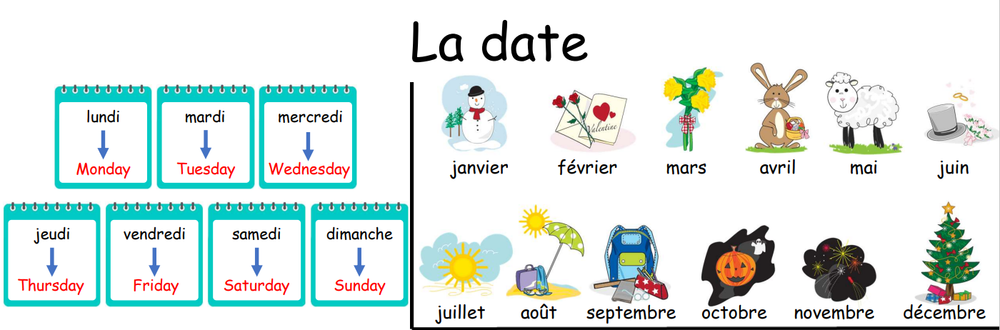 La date
lundi
Monday
mardi
Tuesday
mercredi
Wednesday
jeudi
Thursday
vendredi
Friday
samedi
Saturday
dimanche
Sunday
Valentine
janvier février mars avril mai juin
juillet août septembre octobre novembre décembre